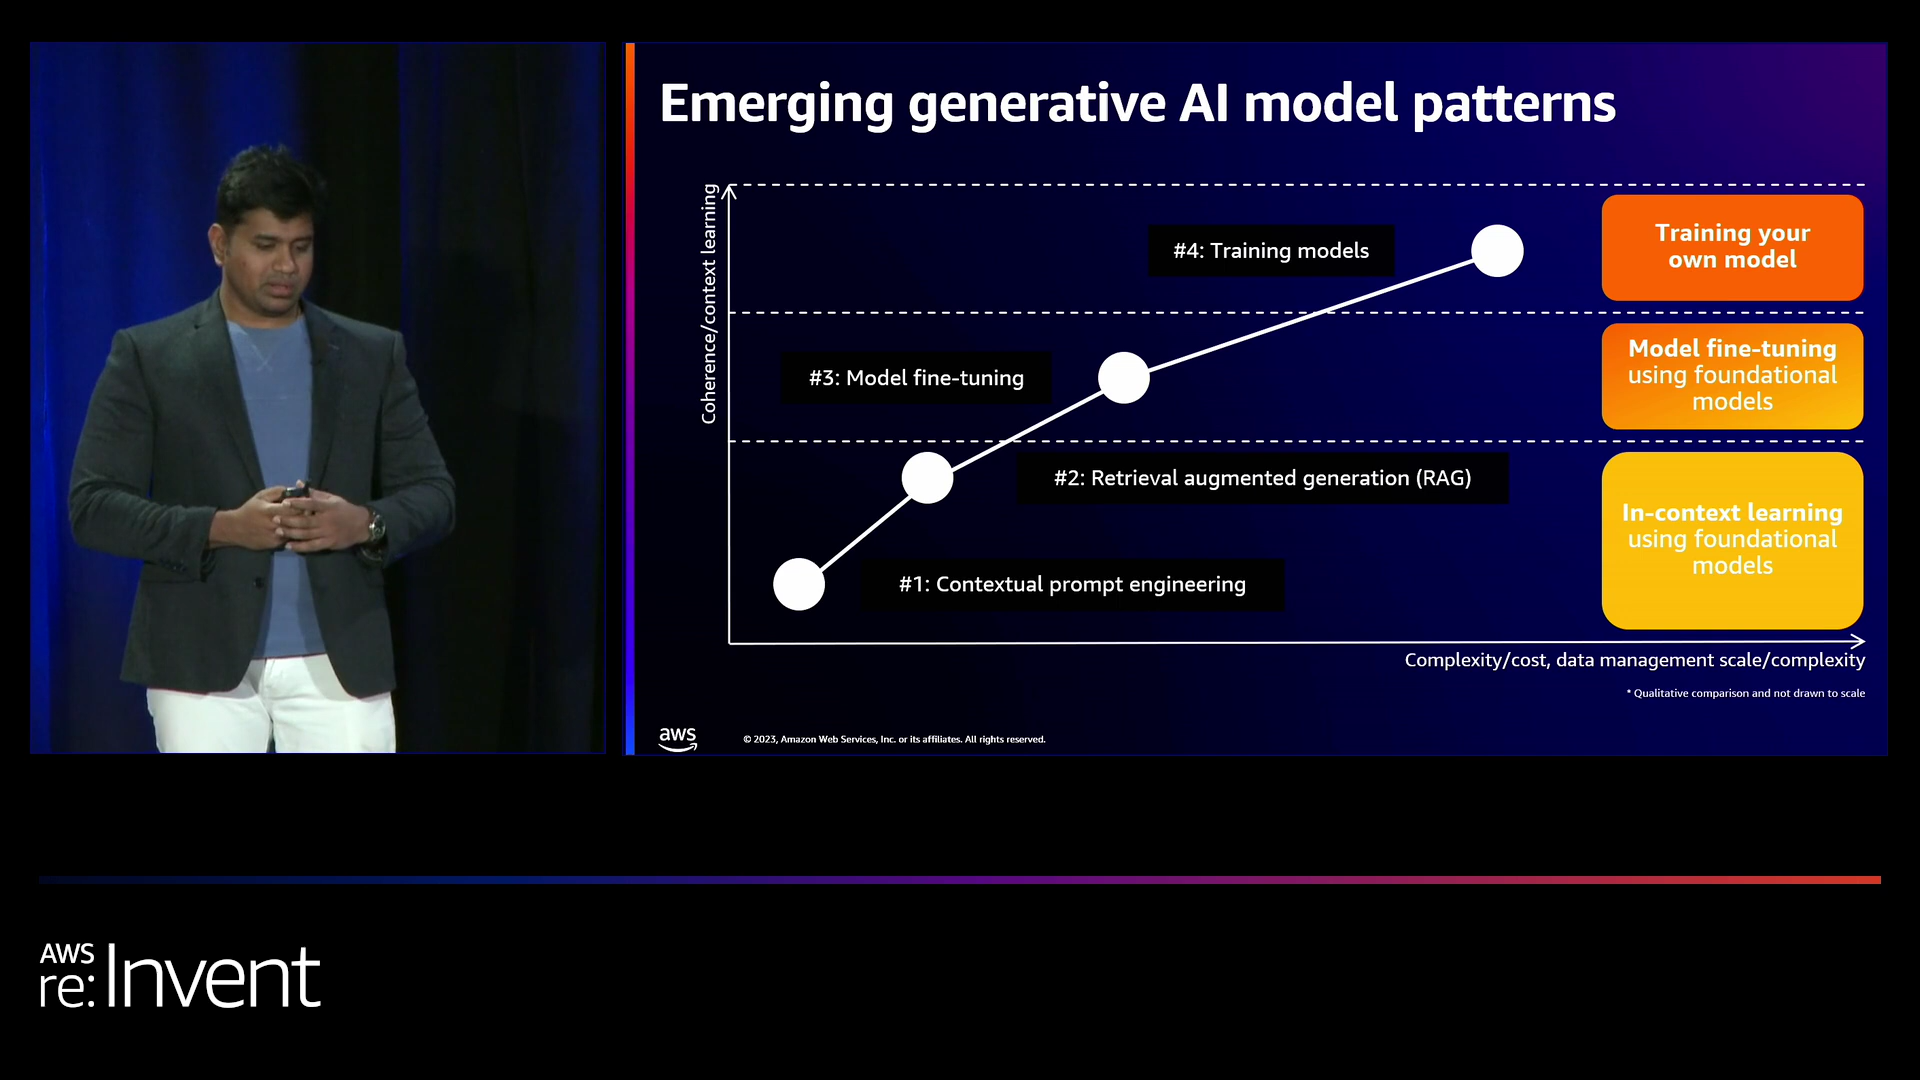 Emerging generative AI model patterns
Coherence/context learning
#4: Training models
Training your
own model
#3: Model fine-tuning
Model fine-tuning
using foundational
models
#2: Retrieval augmented generation (RAG)
In-context learning
using foundational
models
#1: Contextual prompt engineering
Complexity/cost, data management scale/complexity
* Qualitative comparison and not drawn to scale
aws
© 2023, Amazon Web Services, Inc. or its affiliates. All rights reserved.
AWS
re:Invent